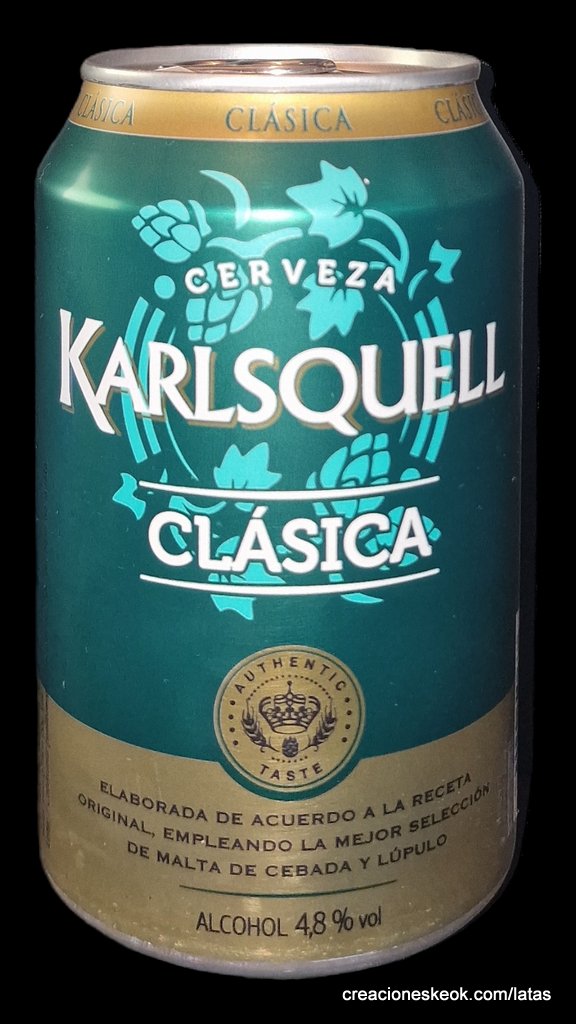 CLÁSICA CLÁSICA CLÁSI
CERVEZA
KARLSQUELL
CLÁSICA
AUTHENTIC
TASTE
ELABORADA DE ACUERDO A LA RECETA
ORIGINAL, EMPLEANDO LA MEJOR SELECCIÓN
DE MALTA DE CEBADA Y LÚPULO
ALCOHOL 4,8 % vol
creacioneskeok.com/latas